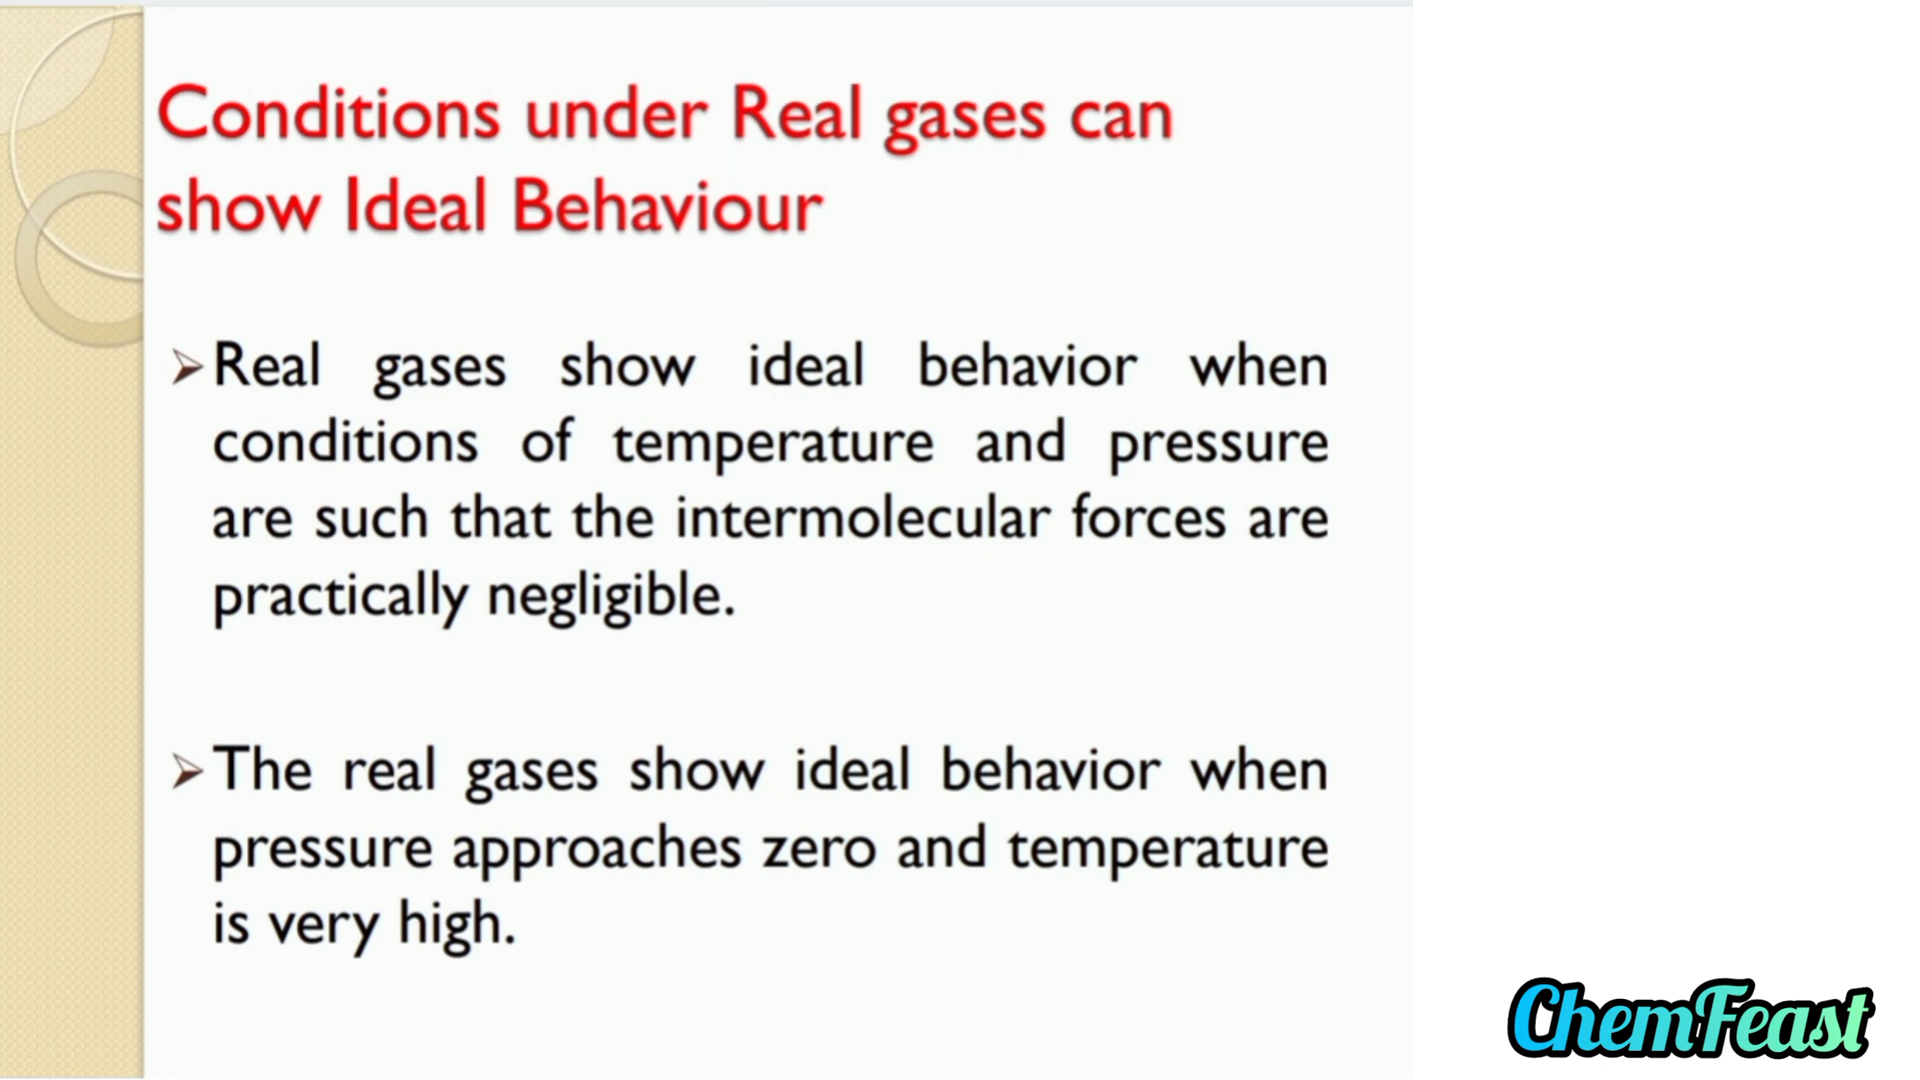 Conditions under Real gases can
show Ideal Behaviour
Real gases show ideal behavior when
conditions of temperature and pressure
are such that the intermolecular forces are
practically negligible.
The real gases show ideal behavior when
pressure approaches zero and temperature
is very high.
ChemFeast